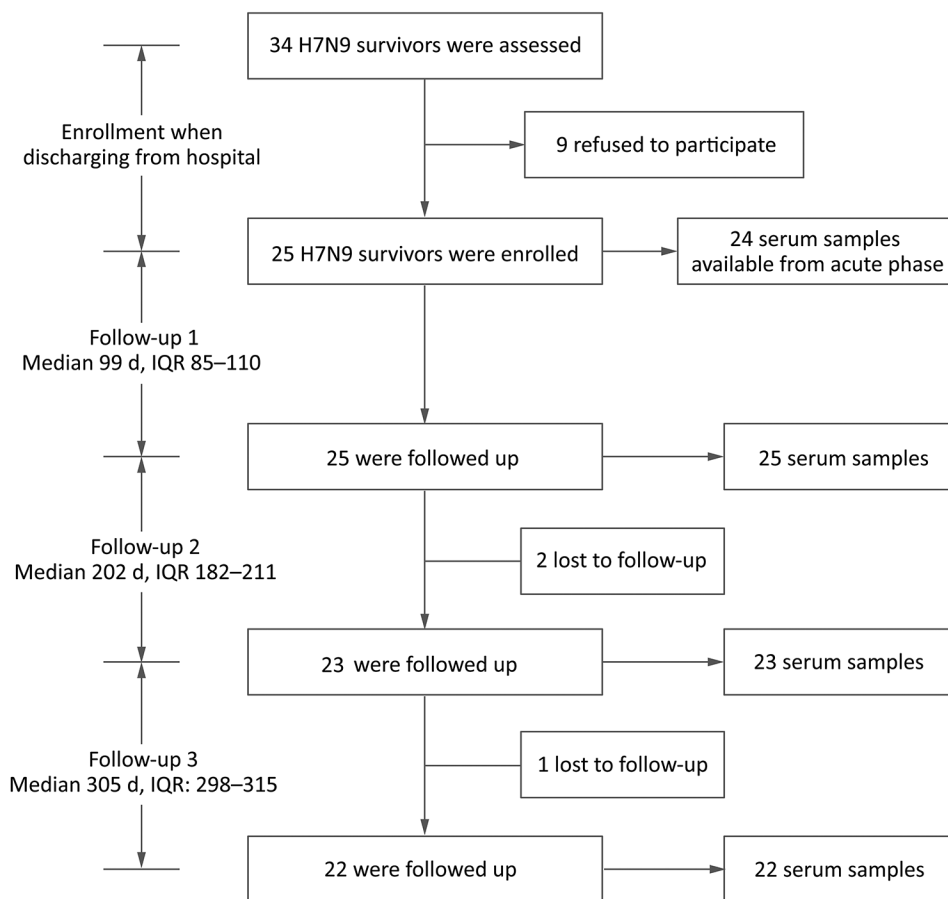 34 H7N9 survivors were assessed
Enrollment when
discharging from hospital
9 refused to participate
25 H7N9 survivors were enrolled
24 serum samples
available from acute phase
Follow-up 1
Median 99 d, IQR 85–110
25 were followed up
25 serum samples
Follow-up 2
Median 202 d, IQR 182–211
2 lost to follow-up
23 were followed up
23 serum samples
Follow-up 3
Median 305 d, IQR: 298–315
1 lost to follow-up
22 were followed up
22 serum samples